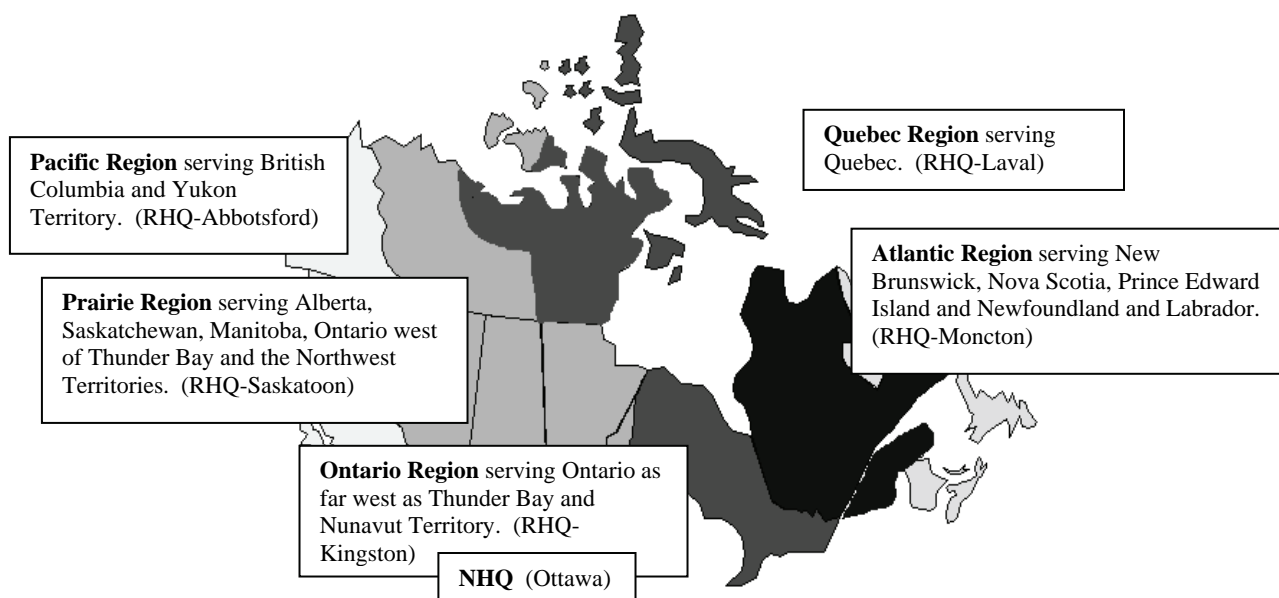 Pacific Region serving British
Columbia and Yukon
Territory.  (RHQ-Abbotsford)
Quebec Region serving
Quebec.  (RHQ-Laval)
Atlantic Region serving New
Brunswick, Nova Scotia, Prince Edward
Island and Newfoundland and Labrador.
(RHQ-Moncton)
Prairie Region serving Alberta,
Saskatchewan, Manitoba, Ontario west
of Thunder Bay and the Northwest
Territories.  (RHQ-Saskatoon)
Ontario Region serving Ontario as
far west as Thunder Bay and
Nunavut Territory.  (RHQ-
Kingston)
NHQ  (Ottawa)